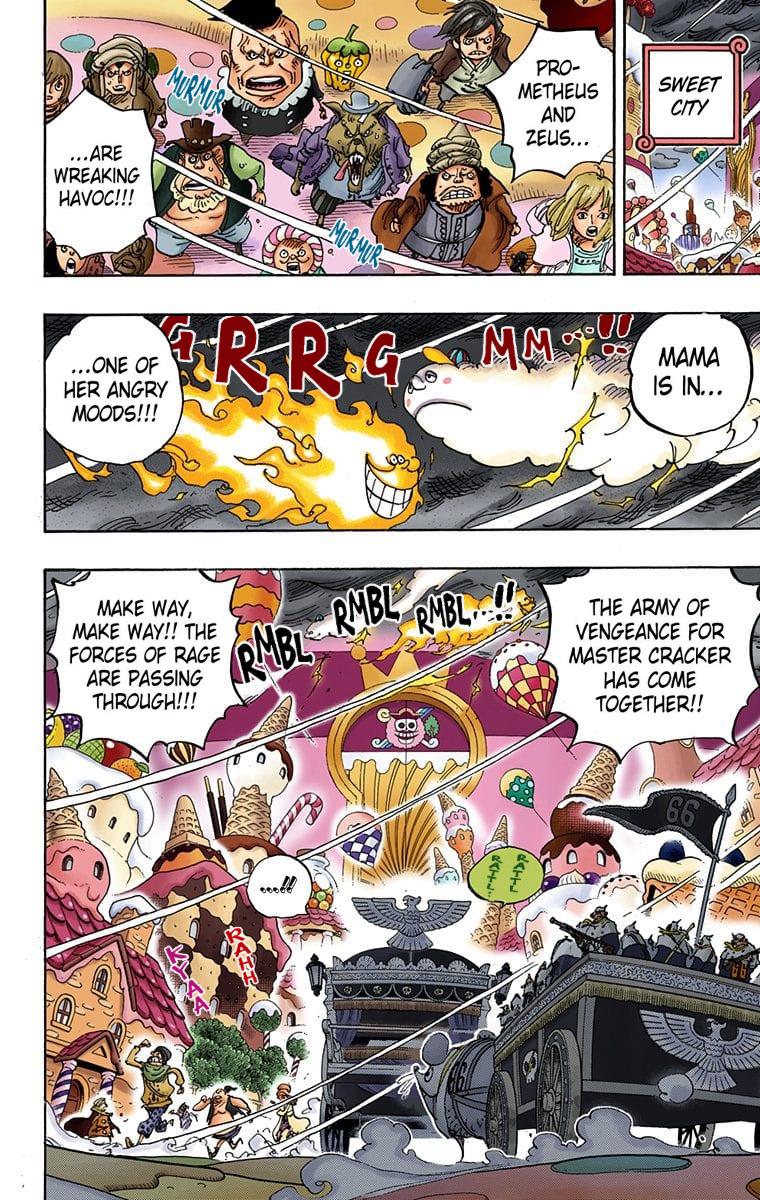 SWEET
CITY
PRO-
METHEUS
AND
ZEUS...
MURMUR
MURMUR
...ARE
WREAKING
HAVOC!!!
MAMA
IS IN...
MM...!!
GRRG
...ONE OF
HER ANGRY
MOODS!!!
THE ARMY OF
VENGEANCE FOR
MASTER CRACKER
HAS COME
TOGETHER!!
RMBL
RMBL
RMBL...!!
MAKE WAY,
MAKE WAY!! THE
FORCES OF RAGE
ARE PASSING
THROUGH!!!
66
RATTL
RATTL
....!!
RAHH
KYAA
66
66